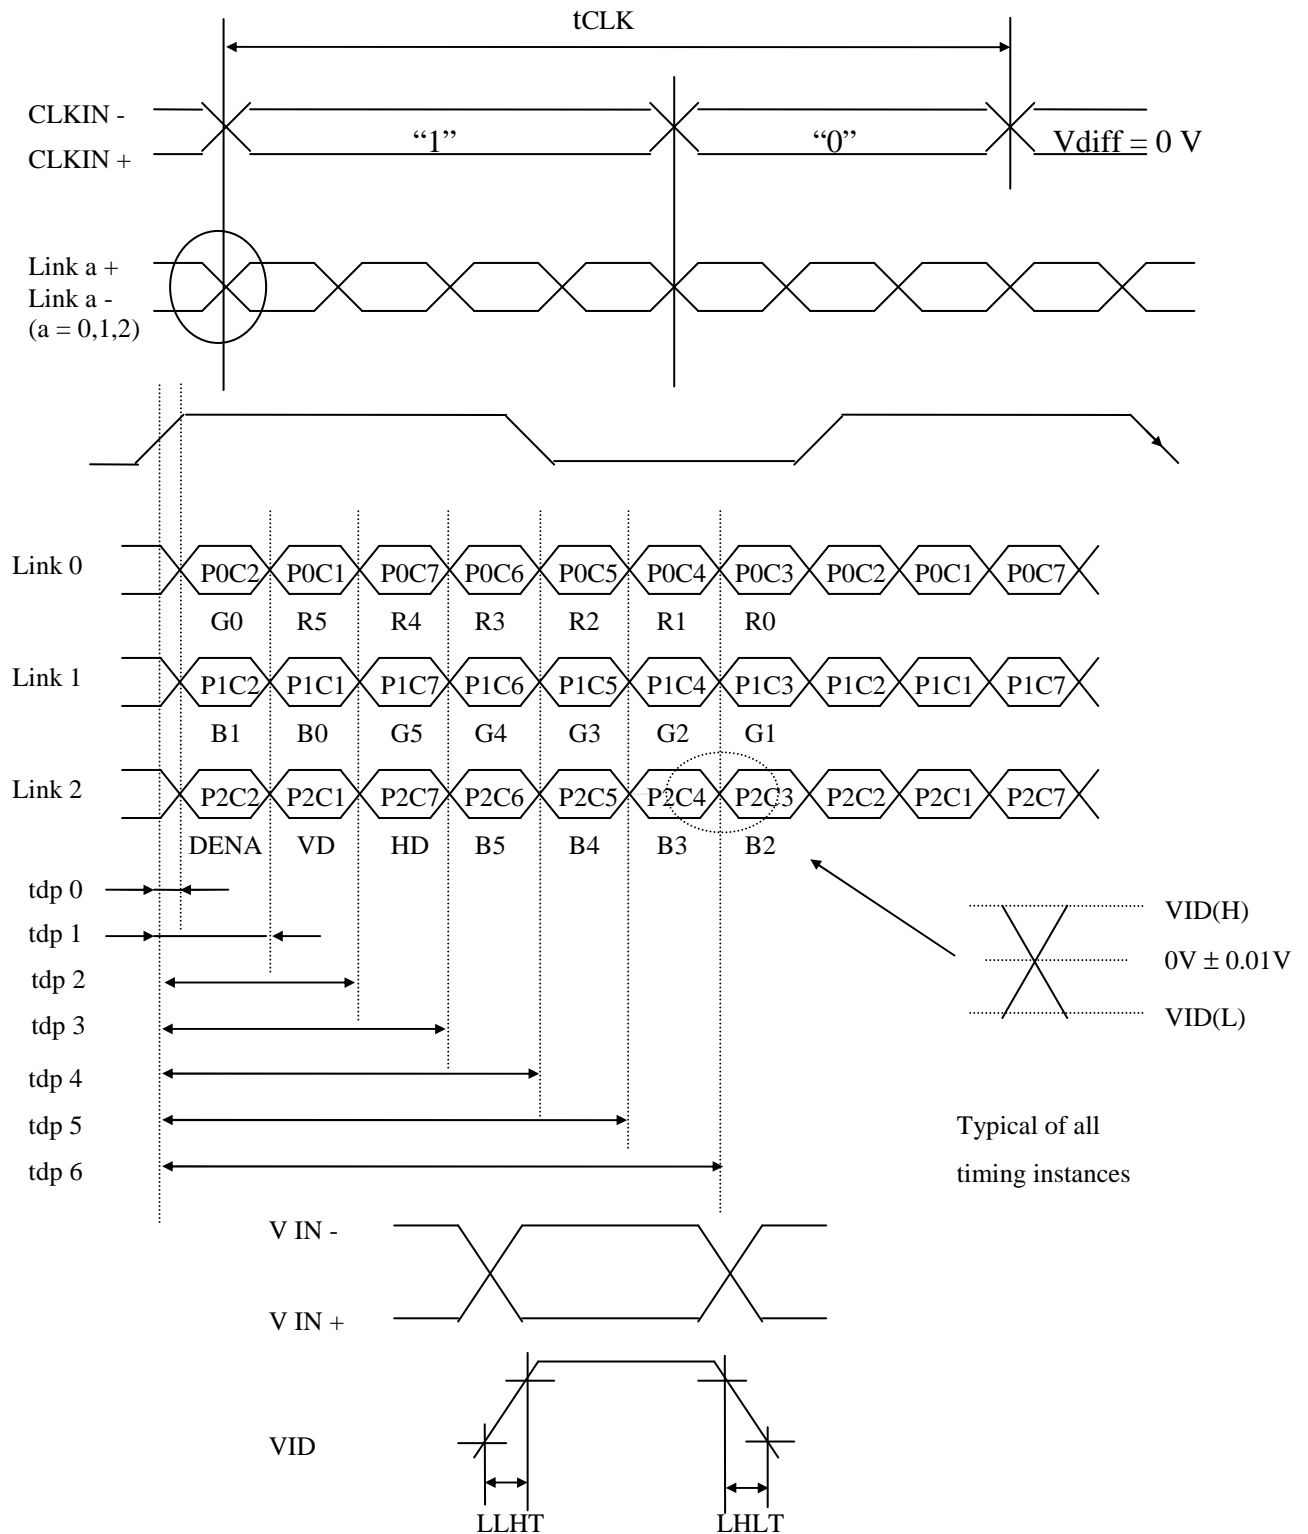 tCLK
CLKIN -
CLKIN +
“1”
“0”
Vdiff = 0 V
Link a +
Link a -
(a = 0,1,2)
Link 0
P0C2 P0C1 P0C7 P0C6 P0C5 P0C4 P0C3 P0C2 P0C1 P0C7
G0 R5 R4 R3 R2 R1 R0
Link 1
P1C2 P1C1 P1C7 P1C6 P1C5 P1C4 P1C3 P1C2 P1C1 P1C7
B1 B0 G5 G4 G3 G2 G1
Link 2
P2C2 P2C1 P2C7 P2C6 P2C5 P2C4 P2C3 P2C2 P2C1 P2C7
DENA VD HD B5 B4 B3 B2
tdp 0
tdp 1
tdp 2
tdp 3
tdp 4
tdp 5
tdp 6
VID(H)
0V ± 0.01V
VID(L)
Typical of all
timing instances
V IN -
V IN +
VID
LLHT
LHLT